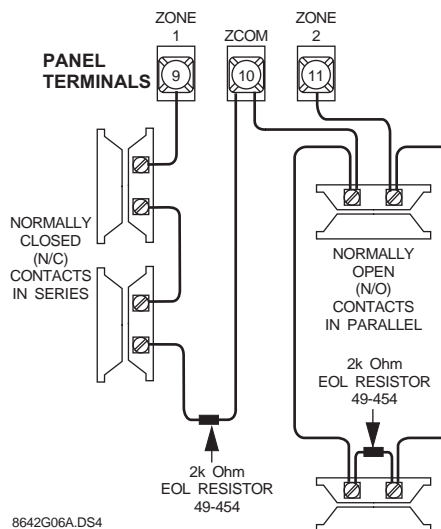 ZONE
1
ZCOM
ZONE
2
PANEL
TERMINALS
9
10
11
NORMALLY
CLOSED
(N/C)
CONTACTS
IN SERIES
NORMALLY
OPEN
(N/O)
CONTACTS
IN PARALLEL
2k Ohm
EOL RESISTOR
49-454
2k Ohm
EOL RESISTOR
49-454
8642G06A.DS4